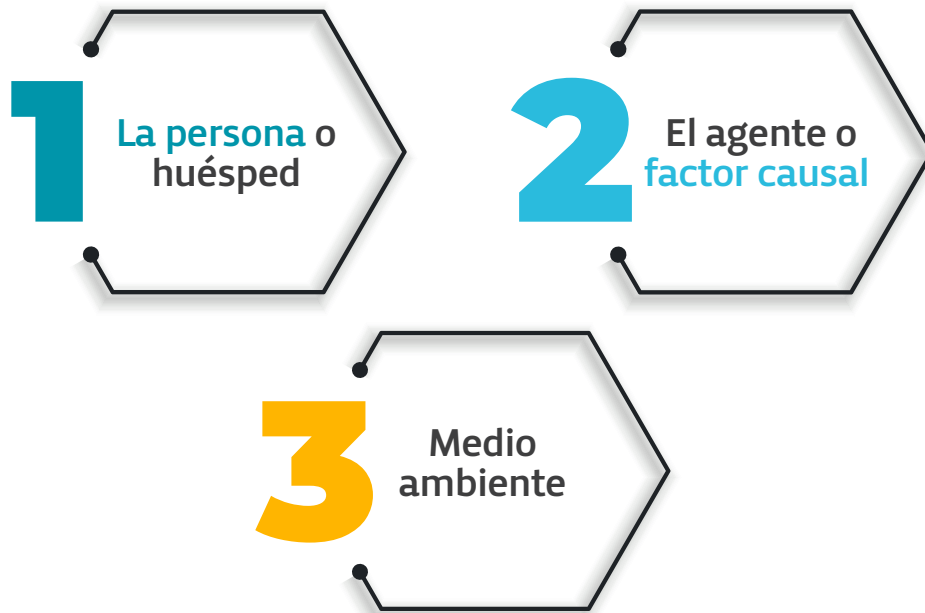 1
La persona o
huésped
2
El agente o
factor causal
3
Medio
ambiente